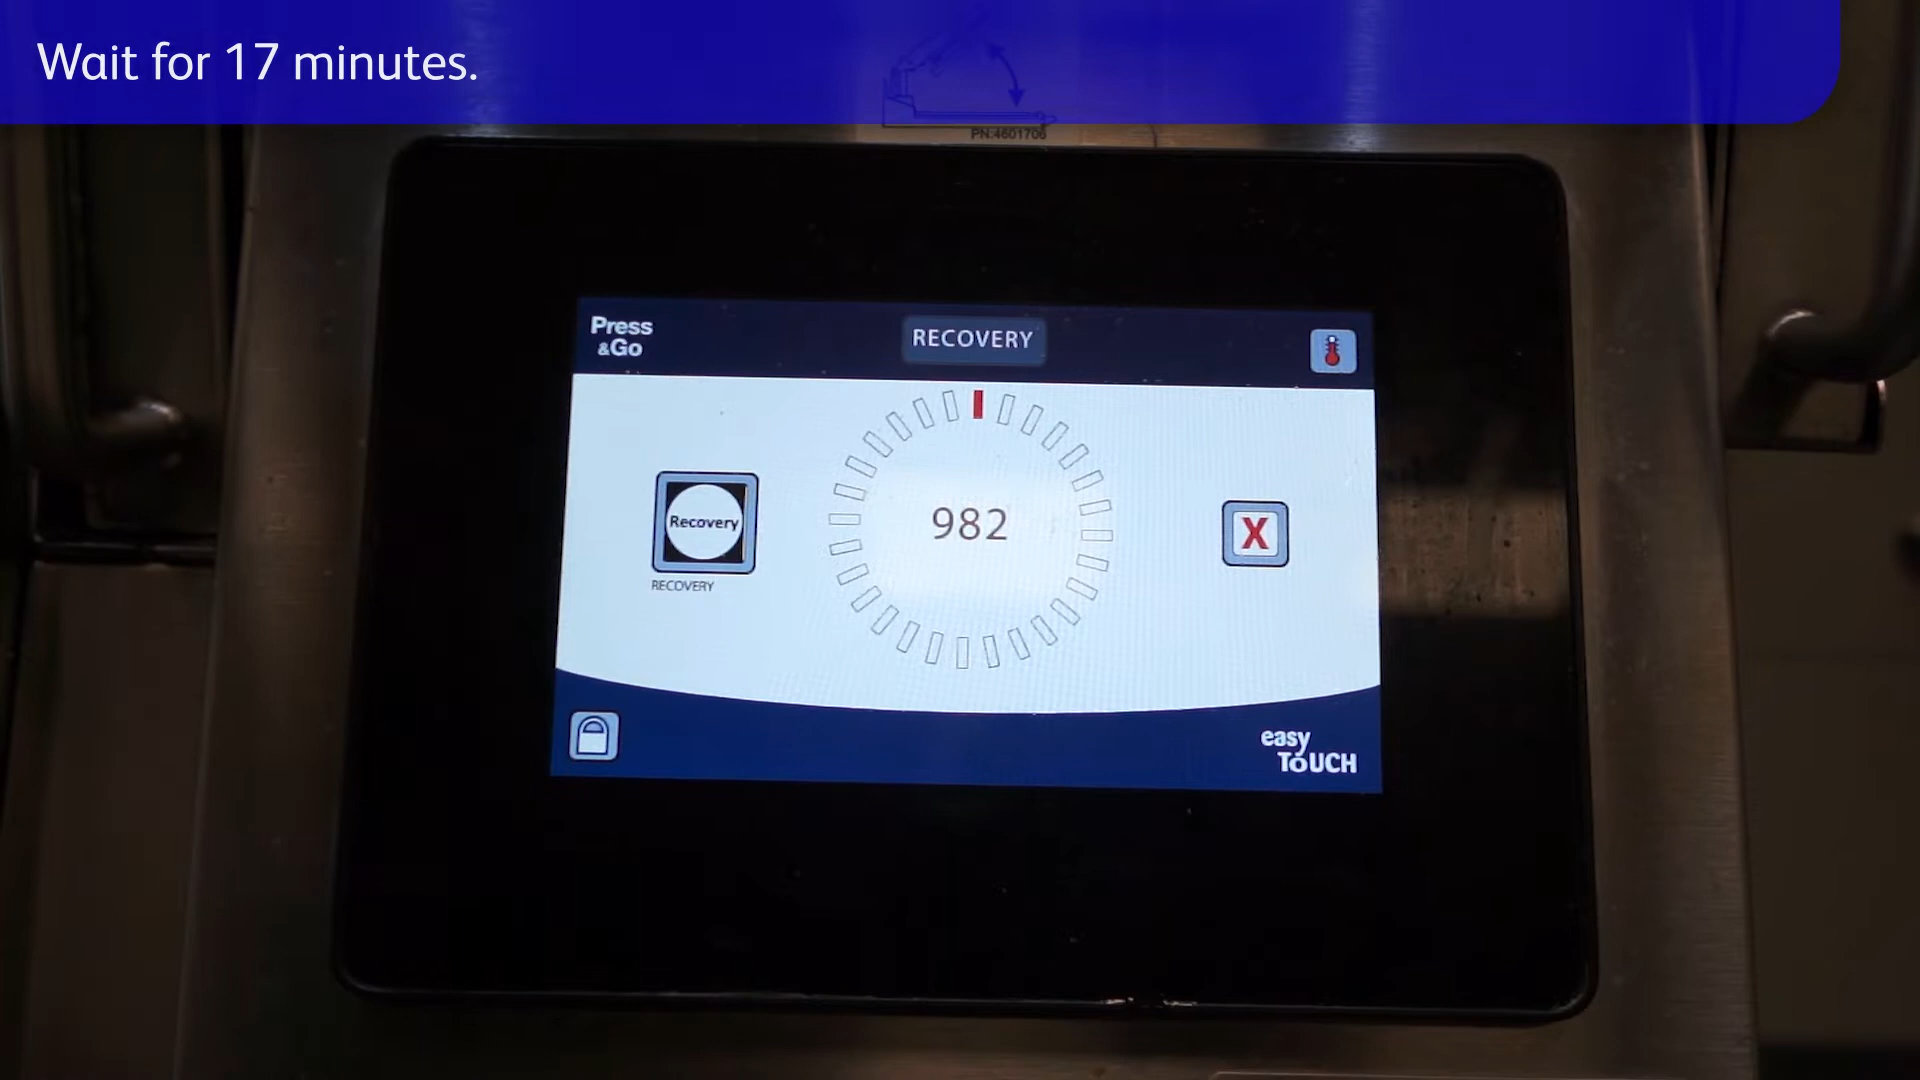 Wait for 17 minutes.
PN:4601706
Press
&Go
RECOVERY
982
Recovery
RECOVERY
X
easy
ToUCH